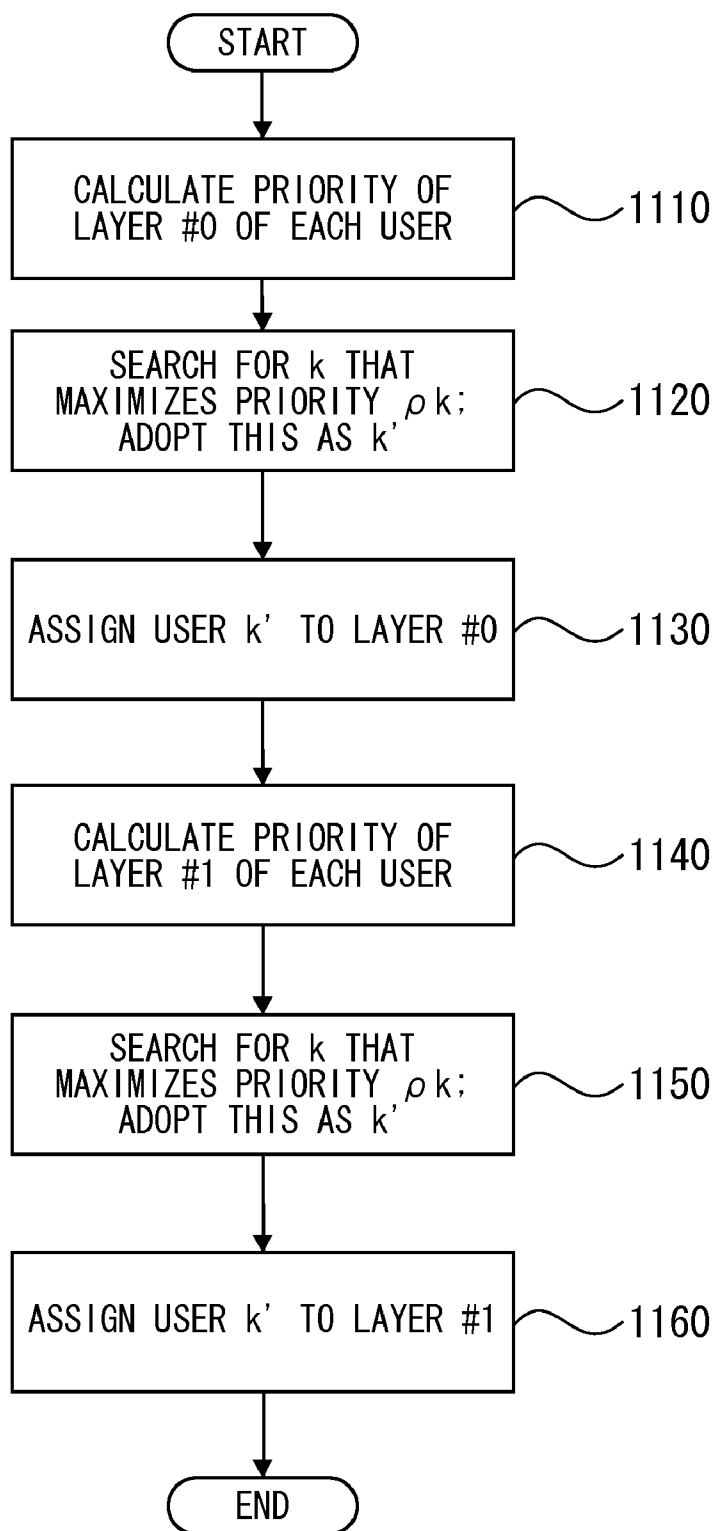 START
CALCULATE PRIORITY OF
LAYER #0 OF EACH USER
1110
SEARCH FOR k THAT
MAXIMIZES PRIORITY ρk;
ADOPT THIS AS k'
1120
ASSIGN USER k' TO LAYER #0
1130
CALCULATE PRIORITY OF
LAYER #1 OF EACH USER
1140
SEARCH FOR k THAT
MAXIMIZES PRIORITY ρk;
ADOPT THIS AS k'
1150
ASSIGN USER k' TO LAYER #1
1160
END